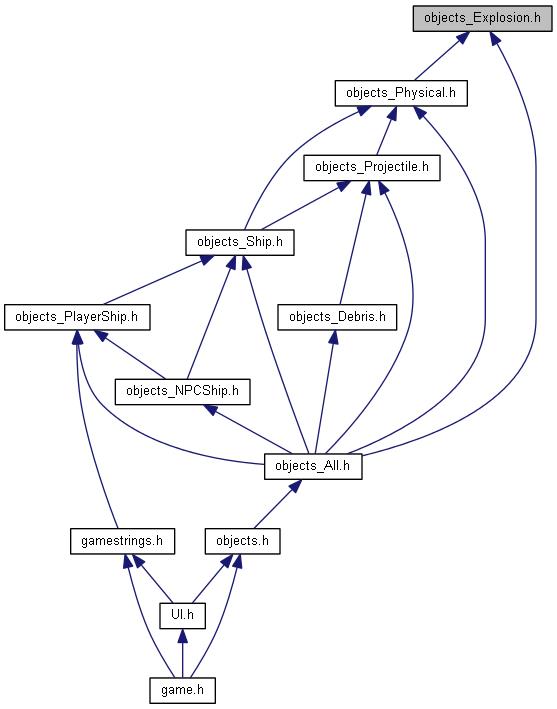 objects_Explosion.h
objects_Physical.h
objects_Projectile.h
objects_Ship.h
objects_PlayerShip.h
objects_Debris.h
objects_NPCShip.h
objects_All.h
gamestrings.h
objects.h
UI.h
game.h